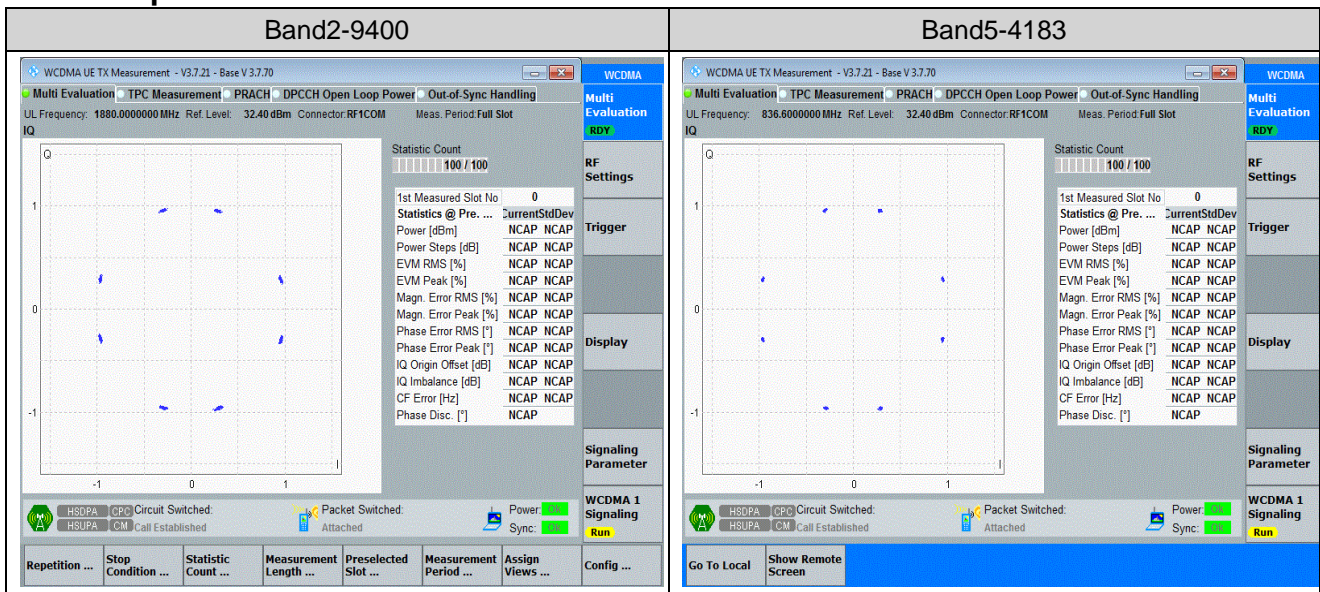 Band2-9400
Band5-4183
WCDMA UE TX Measurement - V3.7.21 - Base V 3.7.70
WCDMA
Multi Evaluation TPC Measurement PRACH DPCCH Open Loop Power Out-of-Sync Handling
Multi
Evaluation
RDY
UL Frequency: 1880.0000000 MHz Ref. Level: 32.40 dBm Connector: RF1COM Meas. Period: Full Slot
IQ
Q
1
0
-1
-1 0 1
I
Statistic Count
100 / 100
1st Measured Slot No 0
Statistics @ Pre. ... Current StdDev
Power [dBm] NCAP NCAP
Power Steps [dB] NCAP NCAP
EVM RMS [%] NCAP NCAP
EVM Peak [%] NCAP NCAP
Magn. Error RMS [%] NCAP NCAP
Magn. Error Peak [%] NCAP NCAP
Phase Error RMS [°] NCAP NCAP
Phase Error Peak [°] NCAP NCAP
IQ Origin Offset [dB] NCAP NCAP
IQ Imbalance [dB] NCAP NCAP
CF Error [Hz] NCAP NCAP
Phase Disc. [°] NCAP
RF
Settings
Trigger
Display
Signaling
Parameter
WCDMA 1
Signaling
Run
HSDPA CPC Circuit Switched: Packet Switched: Power: OK
HSUPA CM Call Established Attached Sync: OK
Repetition ...
Stop
Condition ...
Statistic
Count ...
Measurement
Length ...
Preselected
Slot ...
Measurement
Period ...
Assign
Views ...
Config ...
WCDMA UE TX Measurement - V3.7.21 - Base V 3.7.70
WCDMA
Multi Evaluation TPC Measurement PRACH DPCCH Open Loop Power Out-of-Sync Handling
Multi
Evaluation
RDY
UL Frequency: 836.6000000 MHz Ref. Level: 32.40 dBm Connector: RF1COM Meas. Period: Full Slot
IQ
Q
1
0
-1
-1 0 1
I
Statistic Count
100 / 100
1st Measured Slot No 0
Statistics @ Pre. ... Current StdDev
Power [dBm] NCAP NCAP
Power Steps [dB] NCAP NCAP
EVM RMS [%] NCAP NCAP
EVM Peak [%] NCAP NCAP
Magn. Error RMS [%] NCAP NCAP
Magn. Error Peak [%] NCAP NCAP
Phase Error RMS [°] NCAP NCAP
Phase Error Peak [°] NCAP NCAP
IQ Origin Offset [dB] NCAP NCAP
IQ Imbalance [dB] NCAP NCAP
CF Error [Hz] NCAP NCAP
Phase Disc. [°] NCAP
RF
Settings
Trigger
Display
Signaling
Parameter
WCDMA 1
Signaling
Run
HSDPA CPC Circuit Switched: Packet Switched: Power: OK
HSUPA CM Call Established Attached Sync: OK
Go To Local
Show Remote
Screen